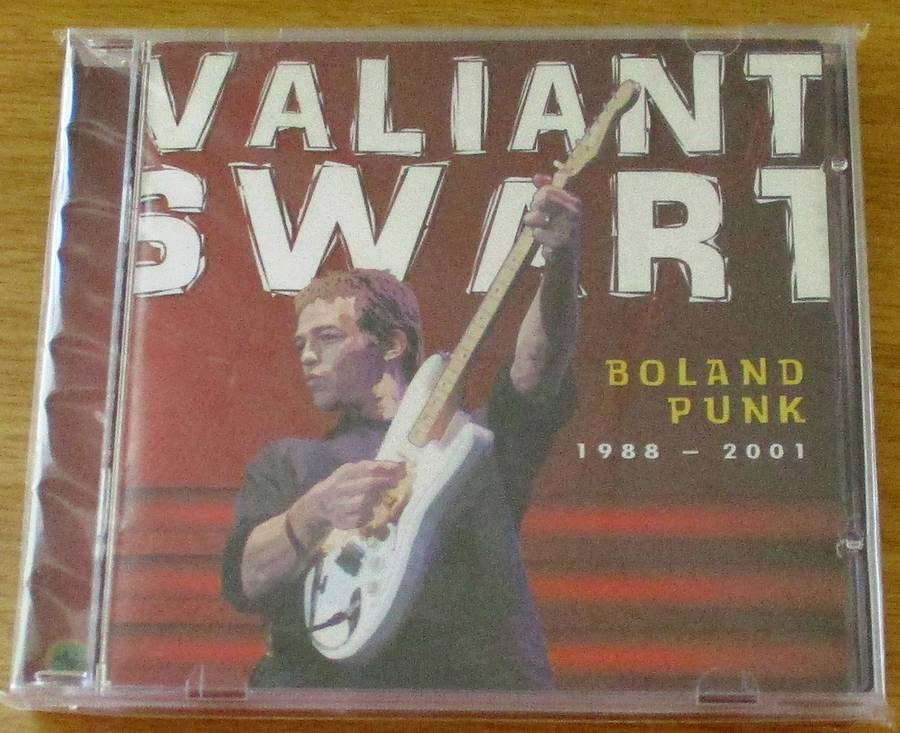 VALIANT
SWART
BOLAND
PUNK
1988 – 2001